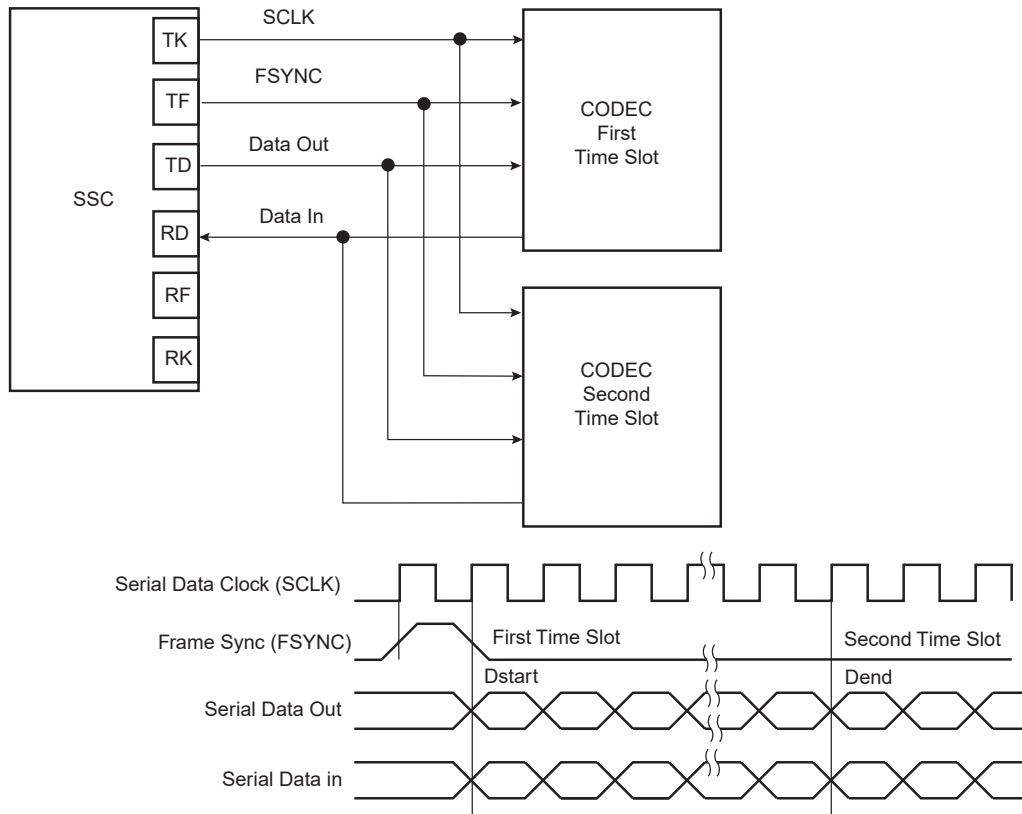 SSC
TK
TF
TD
RD
RF
RK
SCLK
FSYNC
Data Out
Data In
CODEC
First
Time Slot
CODEC
Second
Time Slot
Serial Data Clock (SCLK)
Frame Sync (FSYNC)
First Time Slot
Second Time Slot
Dstart
Dend
Serial Data Out
Serial Data in